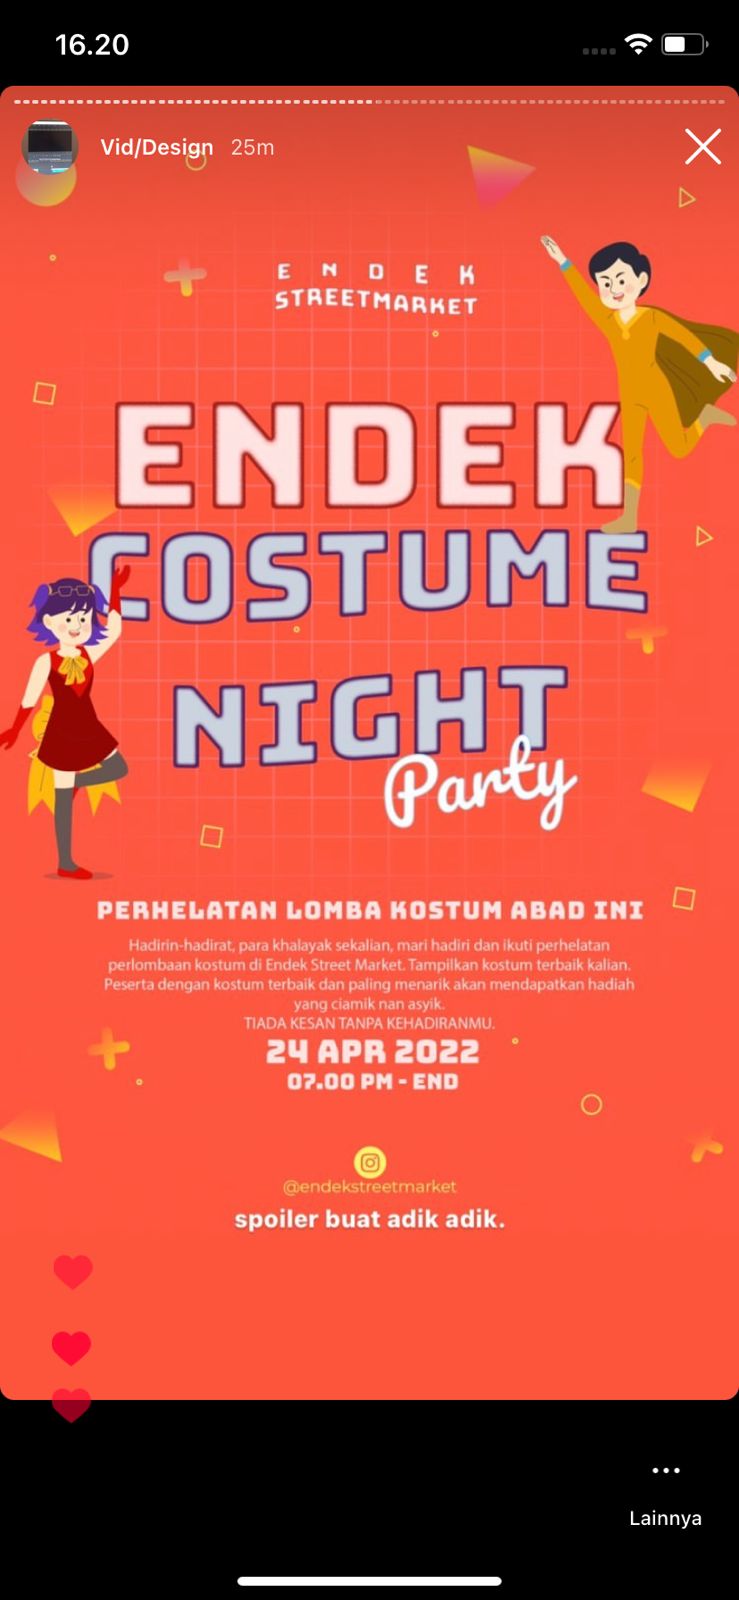 16.20
Vid/Design 25m
ENDEK
STREETMARKET
ENDEK
COSTUME
NIGHT
Party
PERHELATAN LOMBA KOSTUM ABAD INI
Hadirin-hadirat, para khalayak sekalian, mari hadiri dan ikuti perhelatan
perlombaan kostum di Endek Street Market. Tampilkan kostum terbaik kalian.
Peserta dengan kostum terbaik dan paling menarik akan mendapatkan hadiah
yang ciamik nan asyik.
TIADA KESAN TANPA KEHADIRANMU.
24 APR 2022
07.00 PM - END
@endekstreetmarket
spoiler buat adik adik.
Lainnya